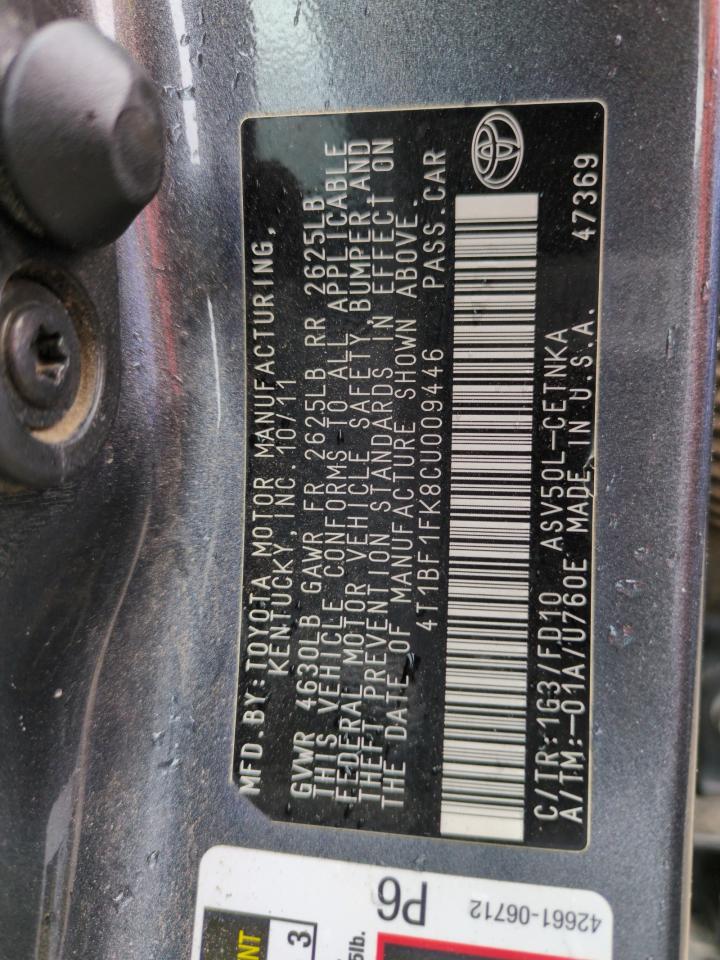 MFD.BY:TOYOTA MOTOR MANUFACTURING,
KENTUCKY, INC. 10/11
GVWR 4630LB GAWR FR 2625LB RR 2625LB
THIS VEHICLE CONFORMS TO ALL APPLICABLE
FEDERAL MOTOR VEHICLE SAFETY, BUMPER, AND
THEFT PREVENTION STANDARDS IN EFFECT ON
THE DATE OF MANUFACTURE SHOWN ABOVE.
4T1BF1FK8CU009446 PASS.CAR
C/TR:1G3/FD10 ASV50L-CETNKA 47369
A/TM:-01A/U760E MADE IN U.S.A.
42661-06712
P6
3